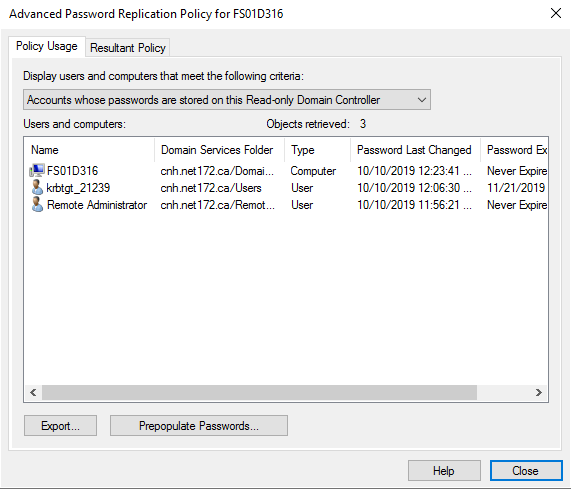 Advanced Password Replication Policy for FS01D316
Policy Usage Resultant Policy
Display users and computers that meet the following criteria:
Accounts whose passwords are stored on this Read-only Domain Controller
Users and computers: Objects retrieved: 3
Name Domain Services Folder Type Password Last Changed Password Ex
FS01D316 cnh.net172.ca/Domai... Computer 10/10/2019 12:23:41 ... Never Expire
krbtgt_21239 cnh.net172.ca/Users User 10/10/2019 12:06:30 ... 11/21/2019
Remote Administrator cnh.net172.ca/Remot... User 10/10/2019 11:56:21 ... Never Expire
Export... Prepopulate Passwords...
Help Close